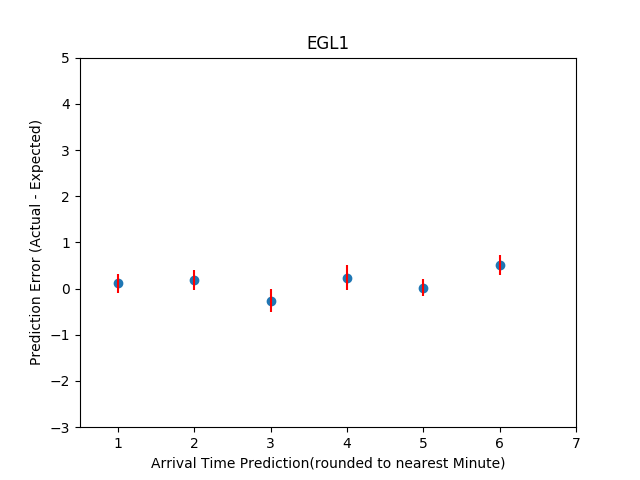 EGL1
5
4
3
2
1
0
−1
−2
−3
Prediction Error (Actual - Expected)
1 2 3 4 5 6 7
Arrival Time Prediction(rounded to nearest Minute)